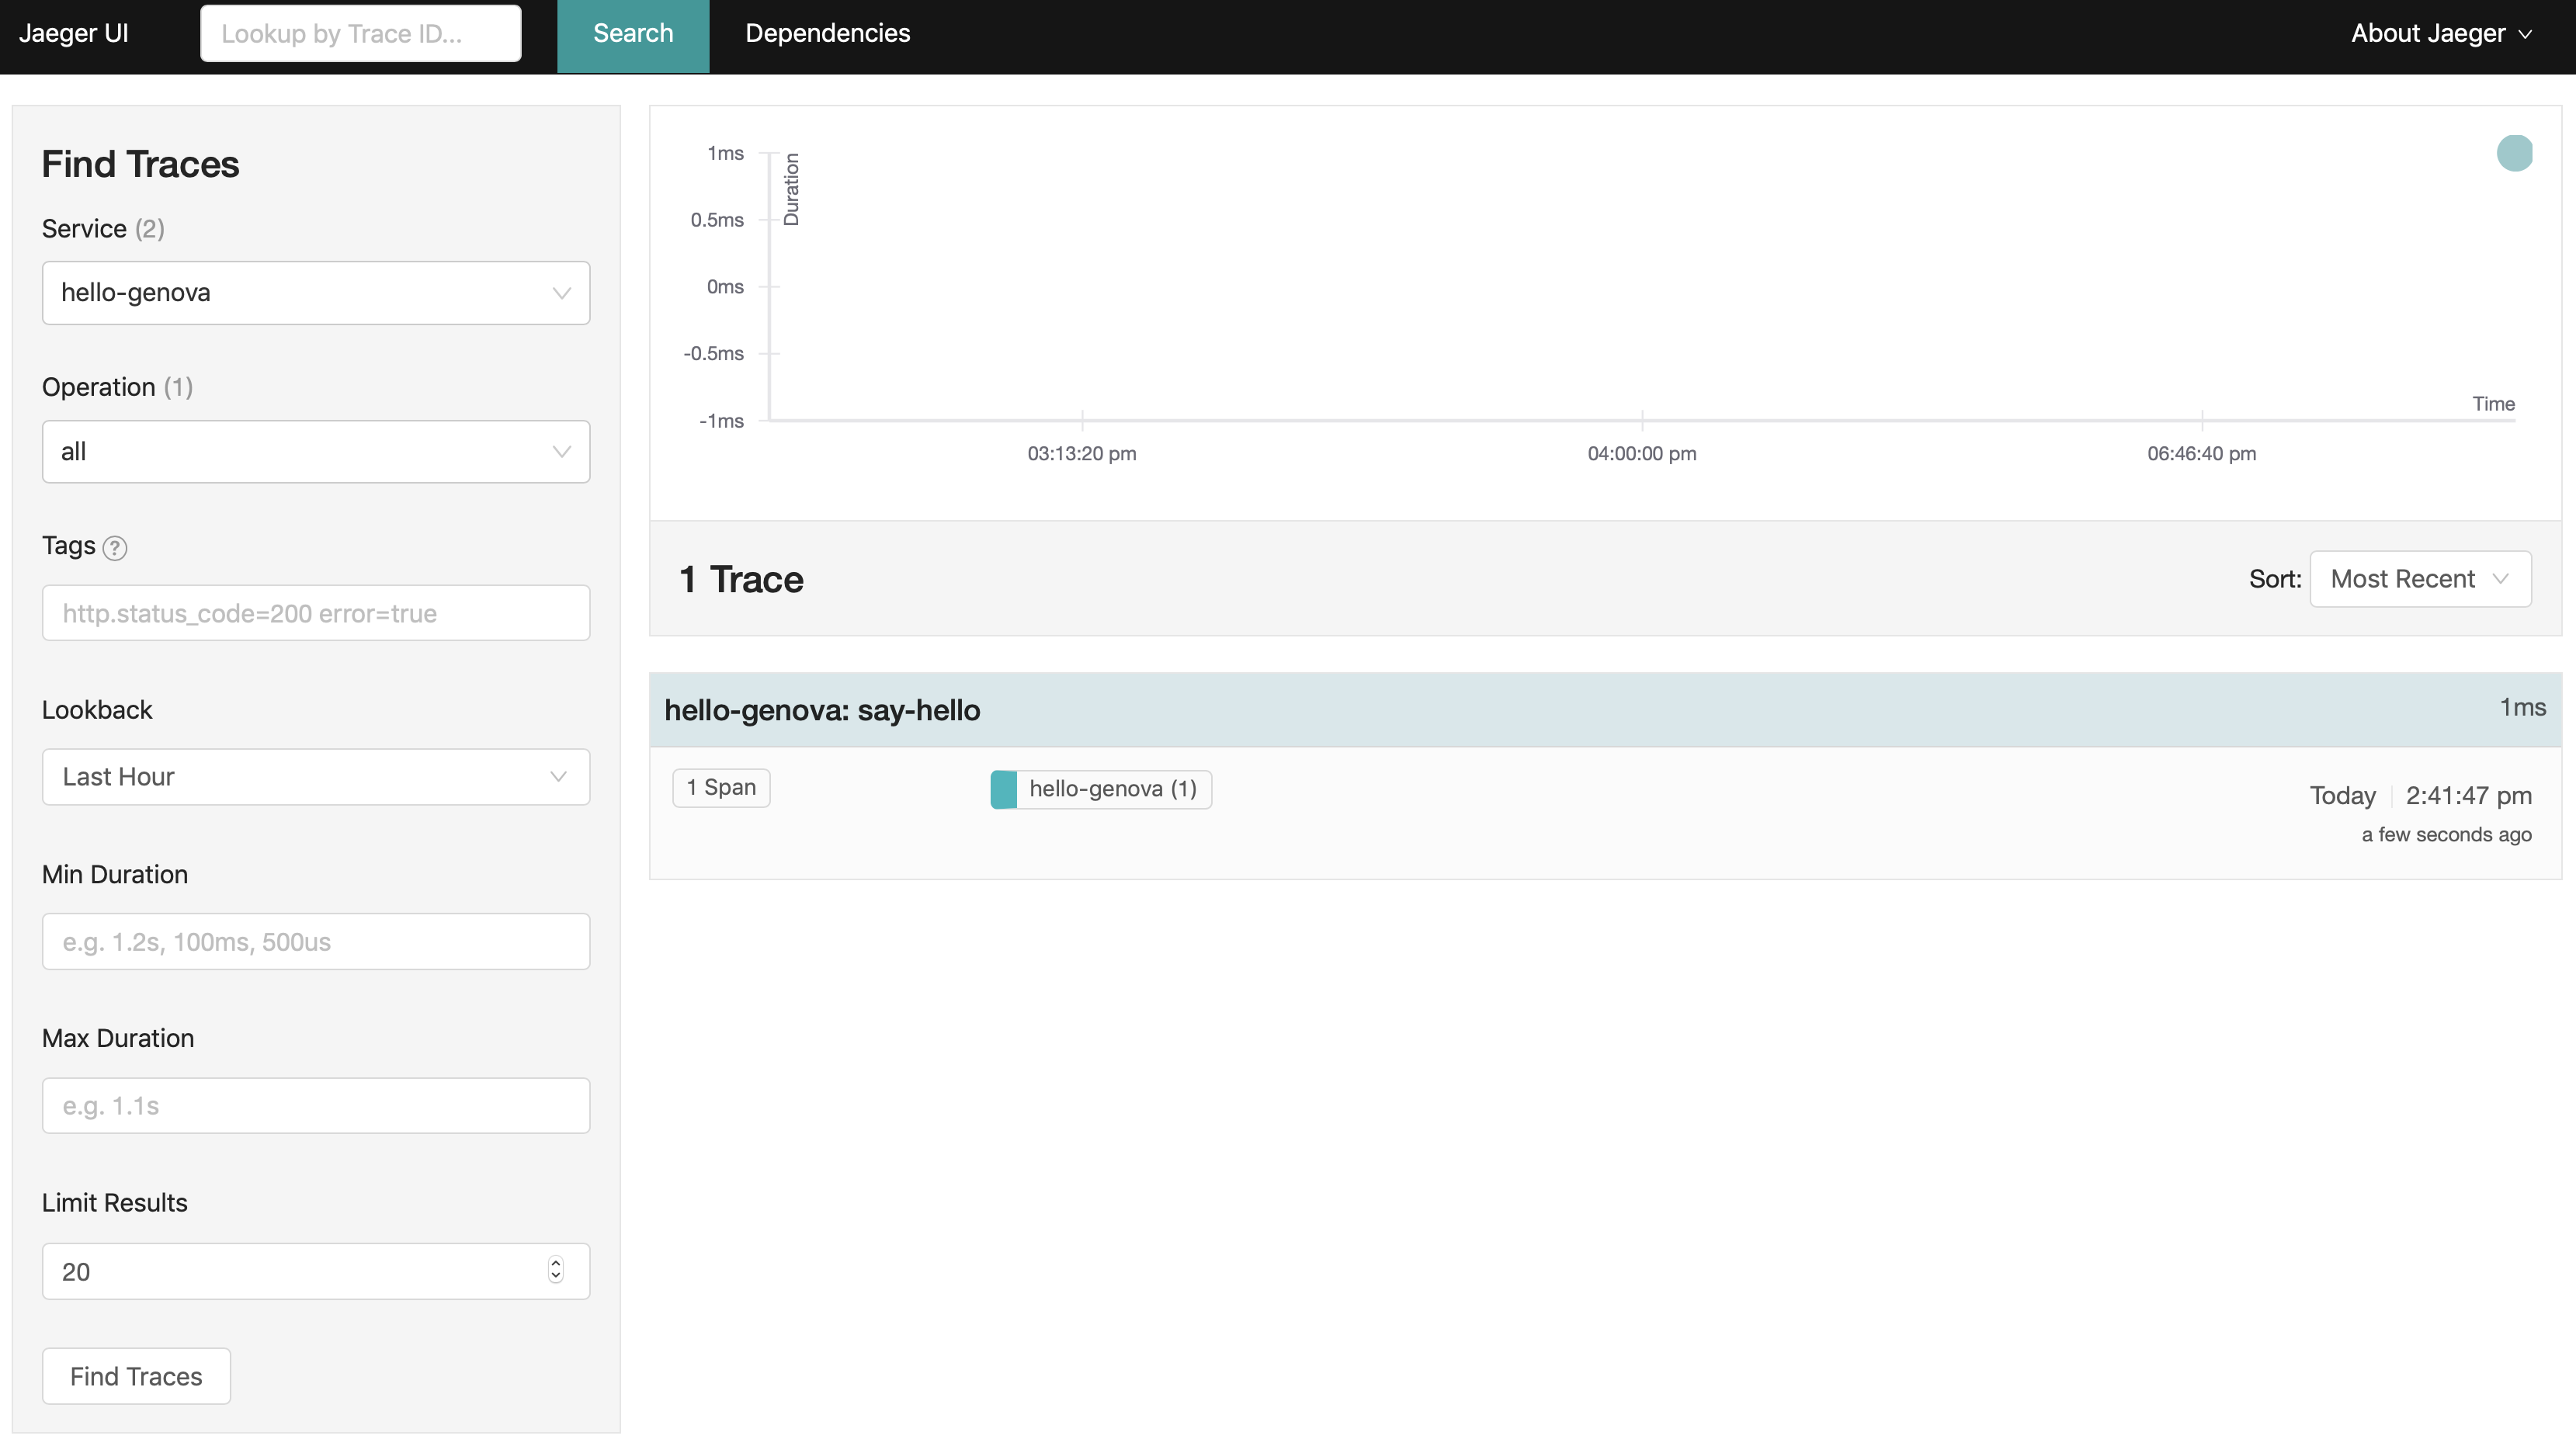 Jaeger UI
Lookup by Trace ID...
Search
Dependencies
About Jaeger
Find Traces
Service (2)
hello-genova
Operation (1)
all
Tags ?
http.status_code=200 error=true
Lookback
Last Hour
Min Duration
e.g. 1.2s, 100ms, 500us
Max Duration
e.g. 1.1s
Limit Results
20
Find Traces
1ms
0.5ms
0ms
-0.5ms
-1ms
Duration
Time
03:13:20 pm
04:00:00 pm
06:46:40 pm
1 Trace
Sort: Most Recent
hello-genova: say-hello
1ms
1 Span
hello-genova (1)
Today 2:41:47 pm
a few seconds ago